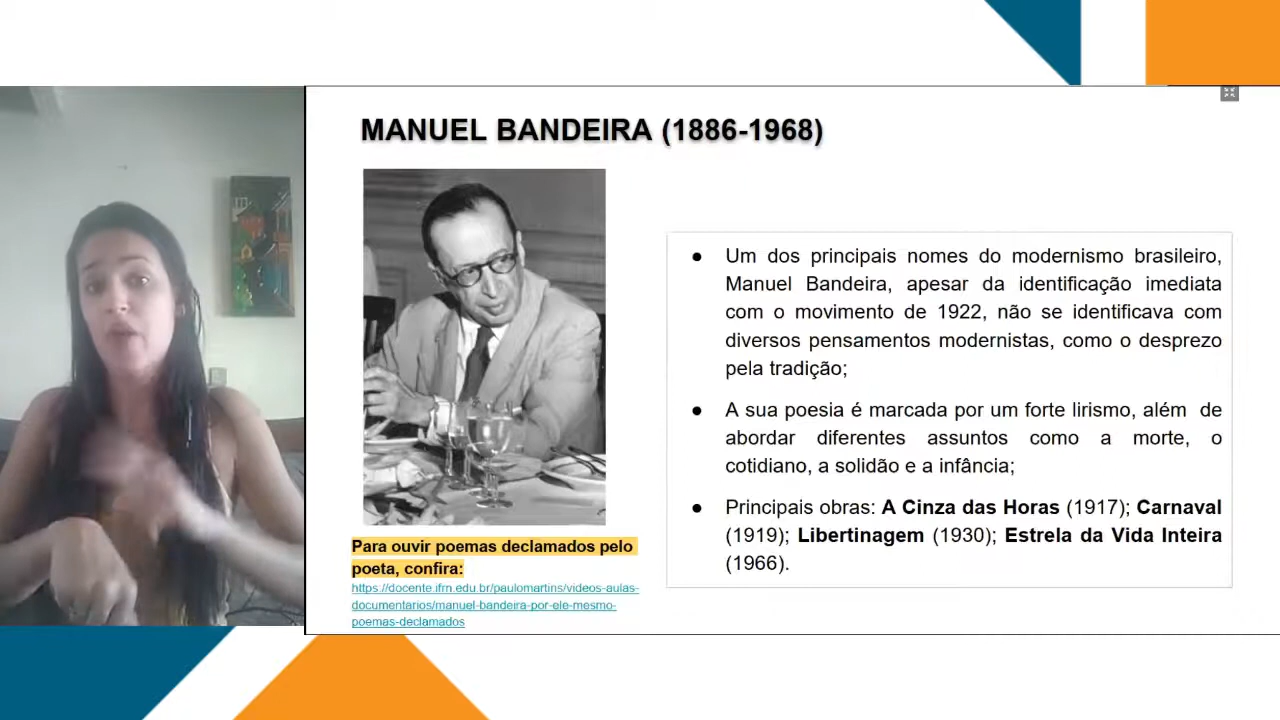 MANUEL BANDEIRA (1886-1968)
● Um dos principais nomes do modernismo brasileiro,
Manuel Bandeira, apesar da identificação imediata
com o movimento de 1922, não se identificava com
diversos pensamentos modernistas, como o desprezo
pela tradição;
● A sua poesia é marcada por um forte lirismo, além de
abordar diferentes assuntos como a morte, o
cotidiano, a solidão e a infância;
● Principais obras: A Cinza das Horas (1917); Carnaval
(1919); Libertinagem (1930); Estrela da Vida Inteira
(1966).
Para ouvir poemas declamados pelo
poeta, confira:
https://docente.ifrn.edu.br/paulomartins/videos-aulas-
documentarios/manuel-bandeira-por-ele-mesmo-
poemas-declamados